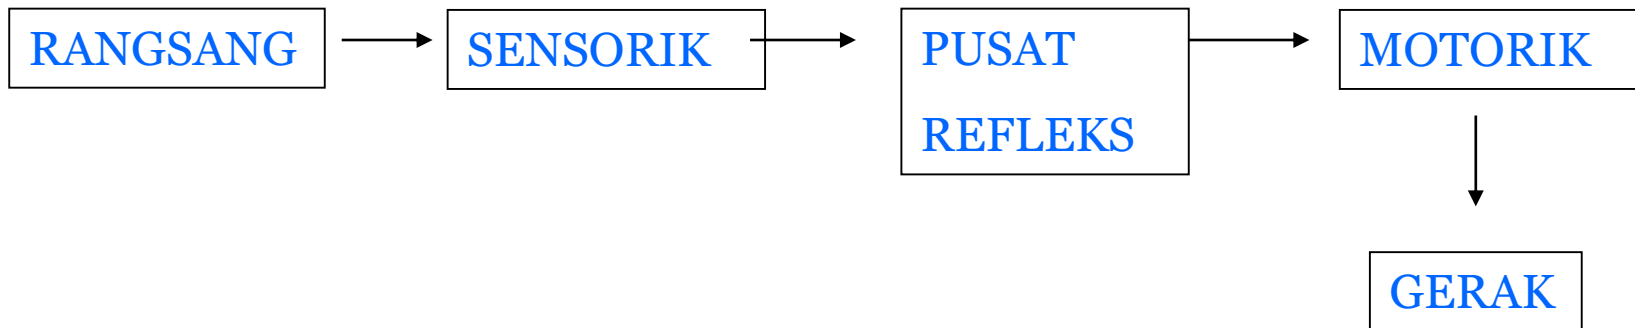 RANGSANG
SENSORIK
PUSAT
REFLEKS
MOTORIK
GERAK